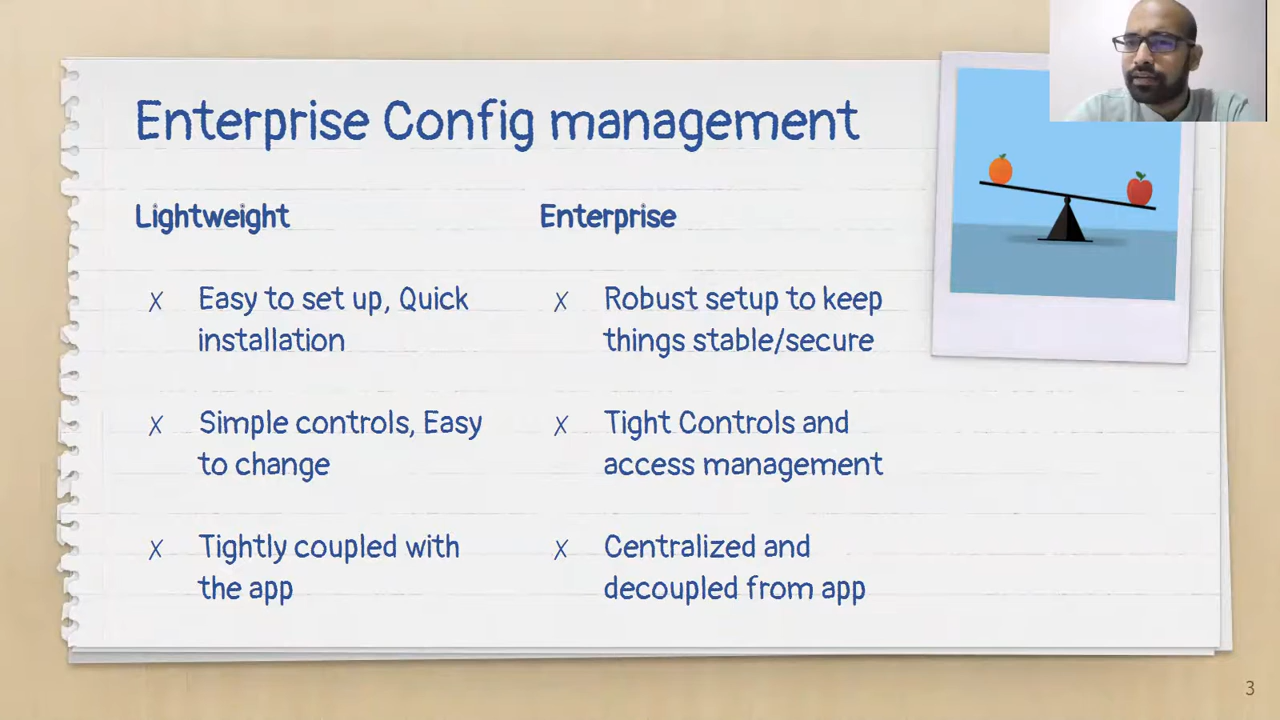 Enterprise Config management
Lightweight
X Easy to set up, Quick
installation
X Simple controls, Easy
to change
X Tightly coupled with
the app
Enterprise
X Robust setup to keep
things stable/secure
X Tight Controls and
access management
X Centralized and
decoupled from app
3